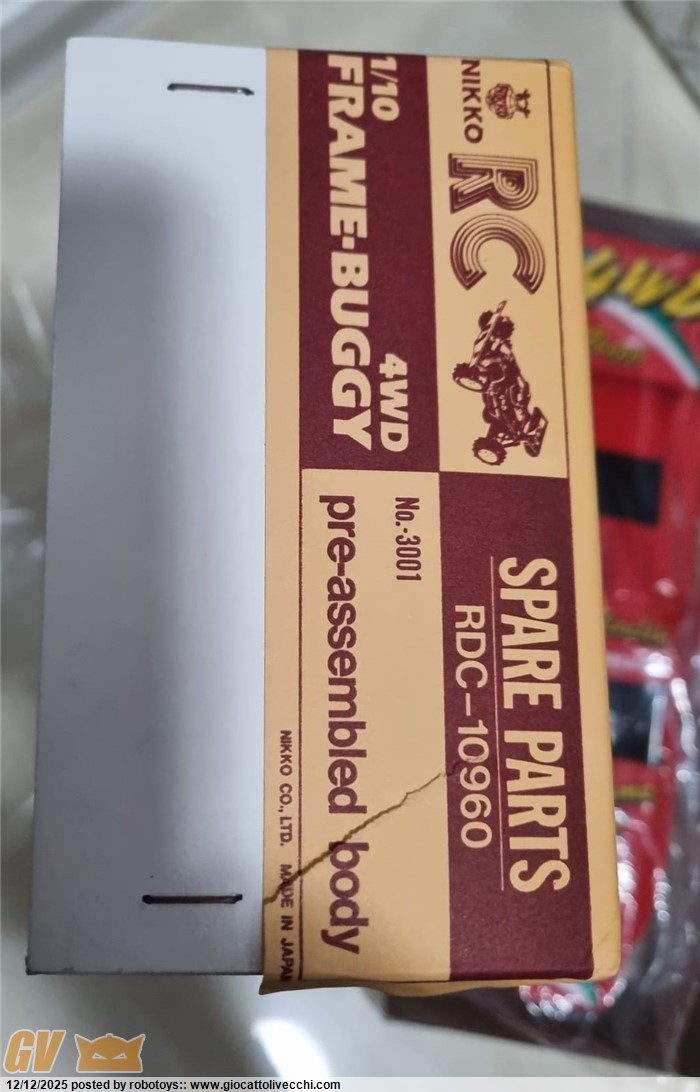 NIKKO
RC
1/10
FRAME-BUGGY
4WD
SPARE PARTS
RDC-10960
No.-3001
pre-assembled body
NIKKO CO., LTD. MADE IN JAPAN
GV
12/12/2025 posted by robotoys:: www.giocattolivecchi.com